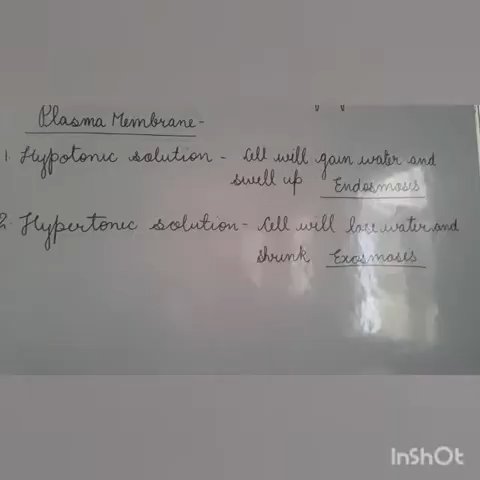 Plasma Membrane -
1. Hypotonic solution - Cell will gain water and
swell up Endosmosis
2. Hypertonic solution - Cell will lose water and
shrink Exosmosis
InShOt